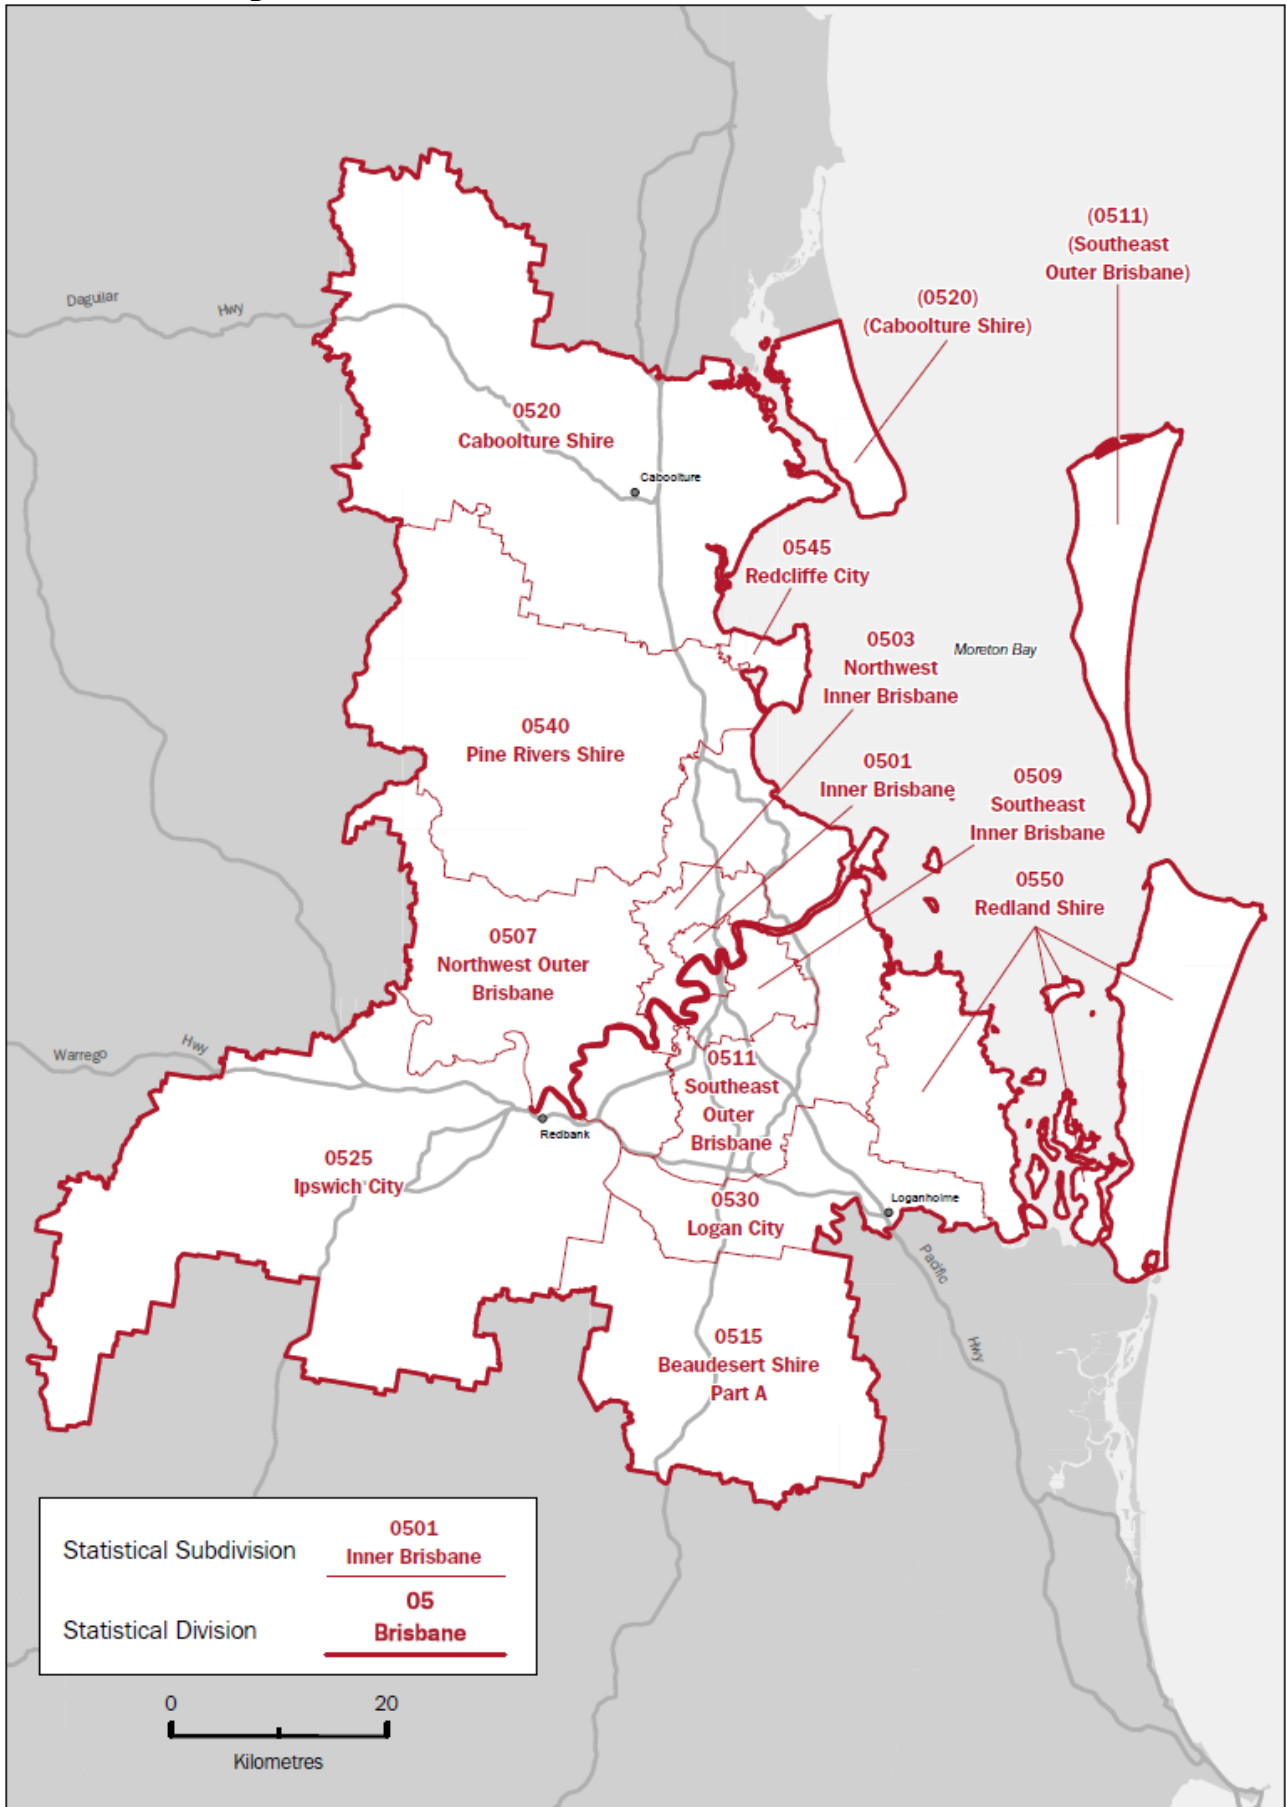 (0511)
(Southeast
Outer Brisbane)
Daguilar
Hwy
(0520)
(Caboolture Shire)
0520
Caboolture Shire
Caboolture
0545
Redcliffe City
0503
Northwest
Inner Brisbane
Moreton Bay
0540
Pine Rivers Shire
0501
Inner Brisbane
0509
Southeast
Inner Brisbane
0550
Redland Shire
0507
Northwest Outer
Brisbane
Warrego
Hwy
0511
Southeast
Outer
Brisbane
Redbank
0525
Ipswich City
0530
Logan City
Loganholme
Pacific
Hwy
0515
Beaudesert Shire
Part A
Statistical Subdivision
0501
Inner Brisbane
Statistical Division
05
Brisbane
0 20
Kilometres